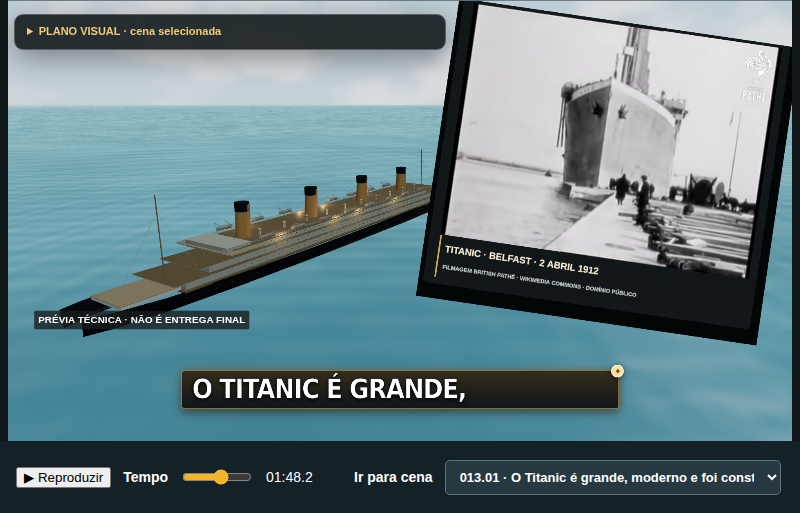 ▶ PLANO VISUAL · cena selecionada
PATHÉ
TITANIC · BELFAST · 2 ABRIL 1912
FILMAGEM BRITISH PATHÉ · WIKIMEDIA COMMONS · DOMÍNIO PÚBLICO
PRÉVIA TÉCNICA · NÃO É ENTREGA FINAL
O TITANIC É GRANDE,
▶ Reproduzir Tempo 01:48.2 Ir para cena 013.01 · O Titanic é grande, moderno e foi const